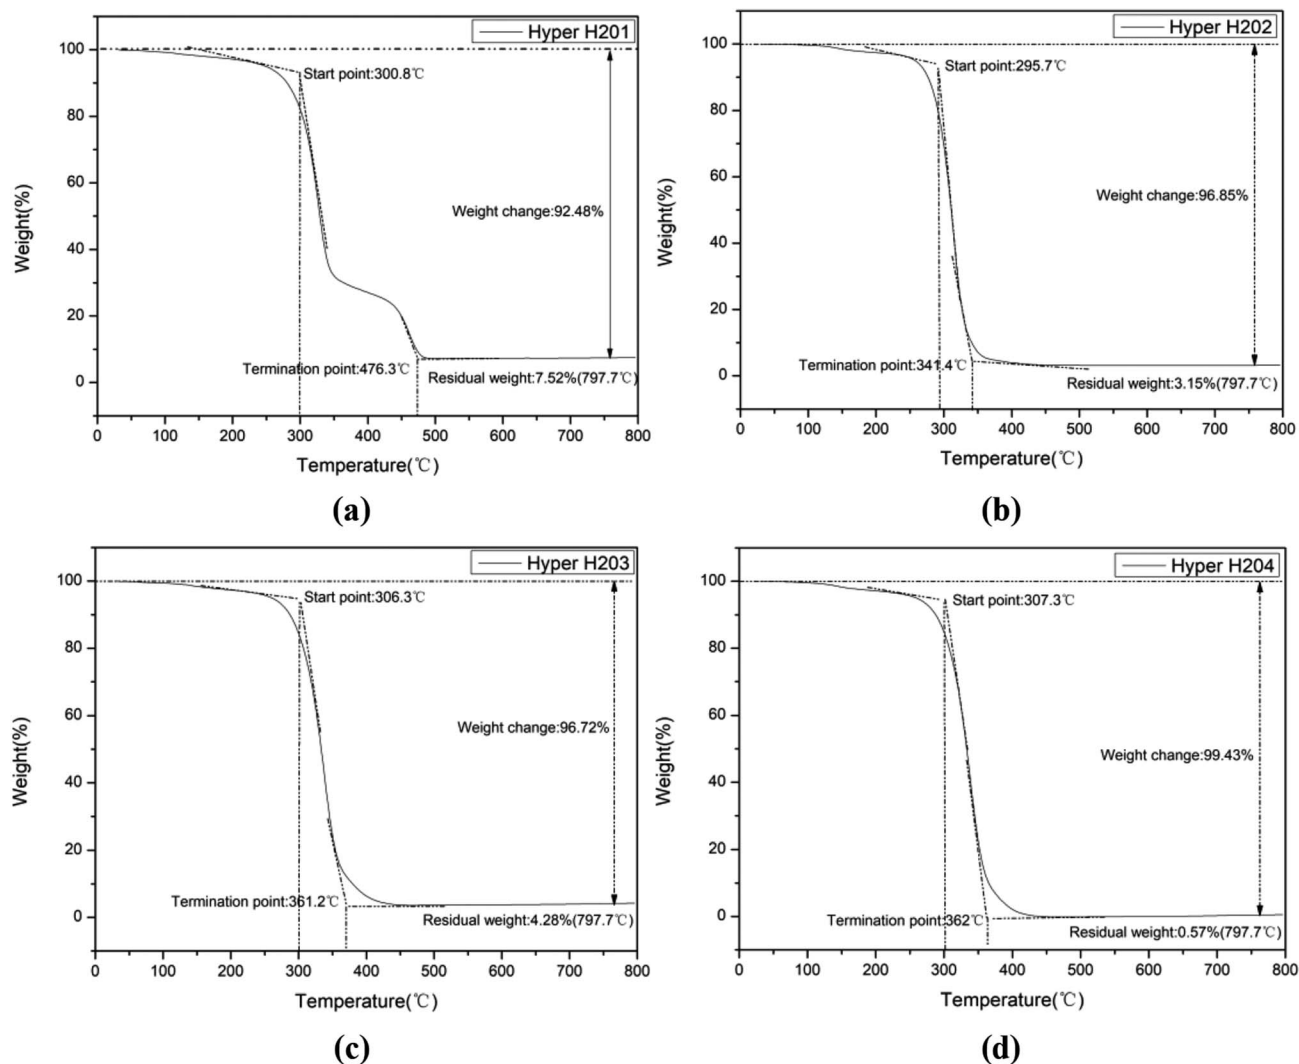 Hyper H201
Start point:300.8℃
Weight change:92.48%
Termination point:476.3℃
Residual weight:7.52%(797.7℃)
Weight(%)
100
80
60
40
20
0
0 100 200 300 400 500 600 700 800
Temperature(℃)
(a)
Hyper H202
Start point:295.7℃
Weight change:96.85%
Termination point:341.4℃
Residual weight:3.15%(797.7℃)
Weight(%)
100
80
60
40
20
0
0 100 200 300 400 500 600 700 800
Temperature(℃)
(b)
Hyper H203
Start point:306.3℃
Weight change:96.72%
Termination point:361.2℃
Residual weight:4.28%(797.7℃)
Weight(%)
100
80
60
40
20
0
0 100 200 300 400 500 600 700 800
Temperature(℃)
(c)
Hyper H204
Start point:307.3℃
Weight change:99.43%
Termination point:362℃
Residual weight:0.57%(797.7℃)
Weight(%)
100
80
60
40
20
0
0 100 200 300 400 500 600 700 800
Temperature(℃)
(d)